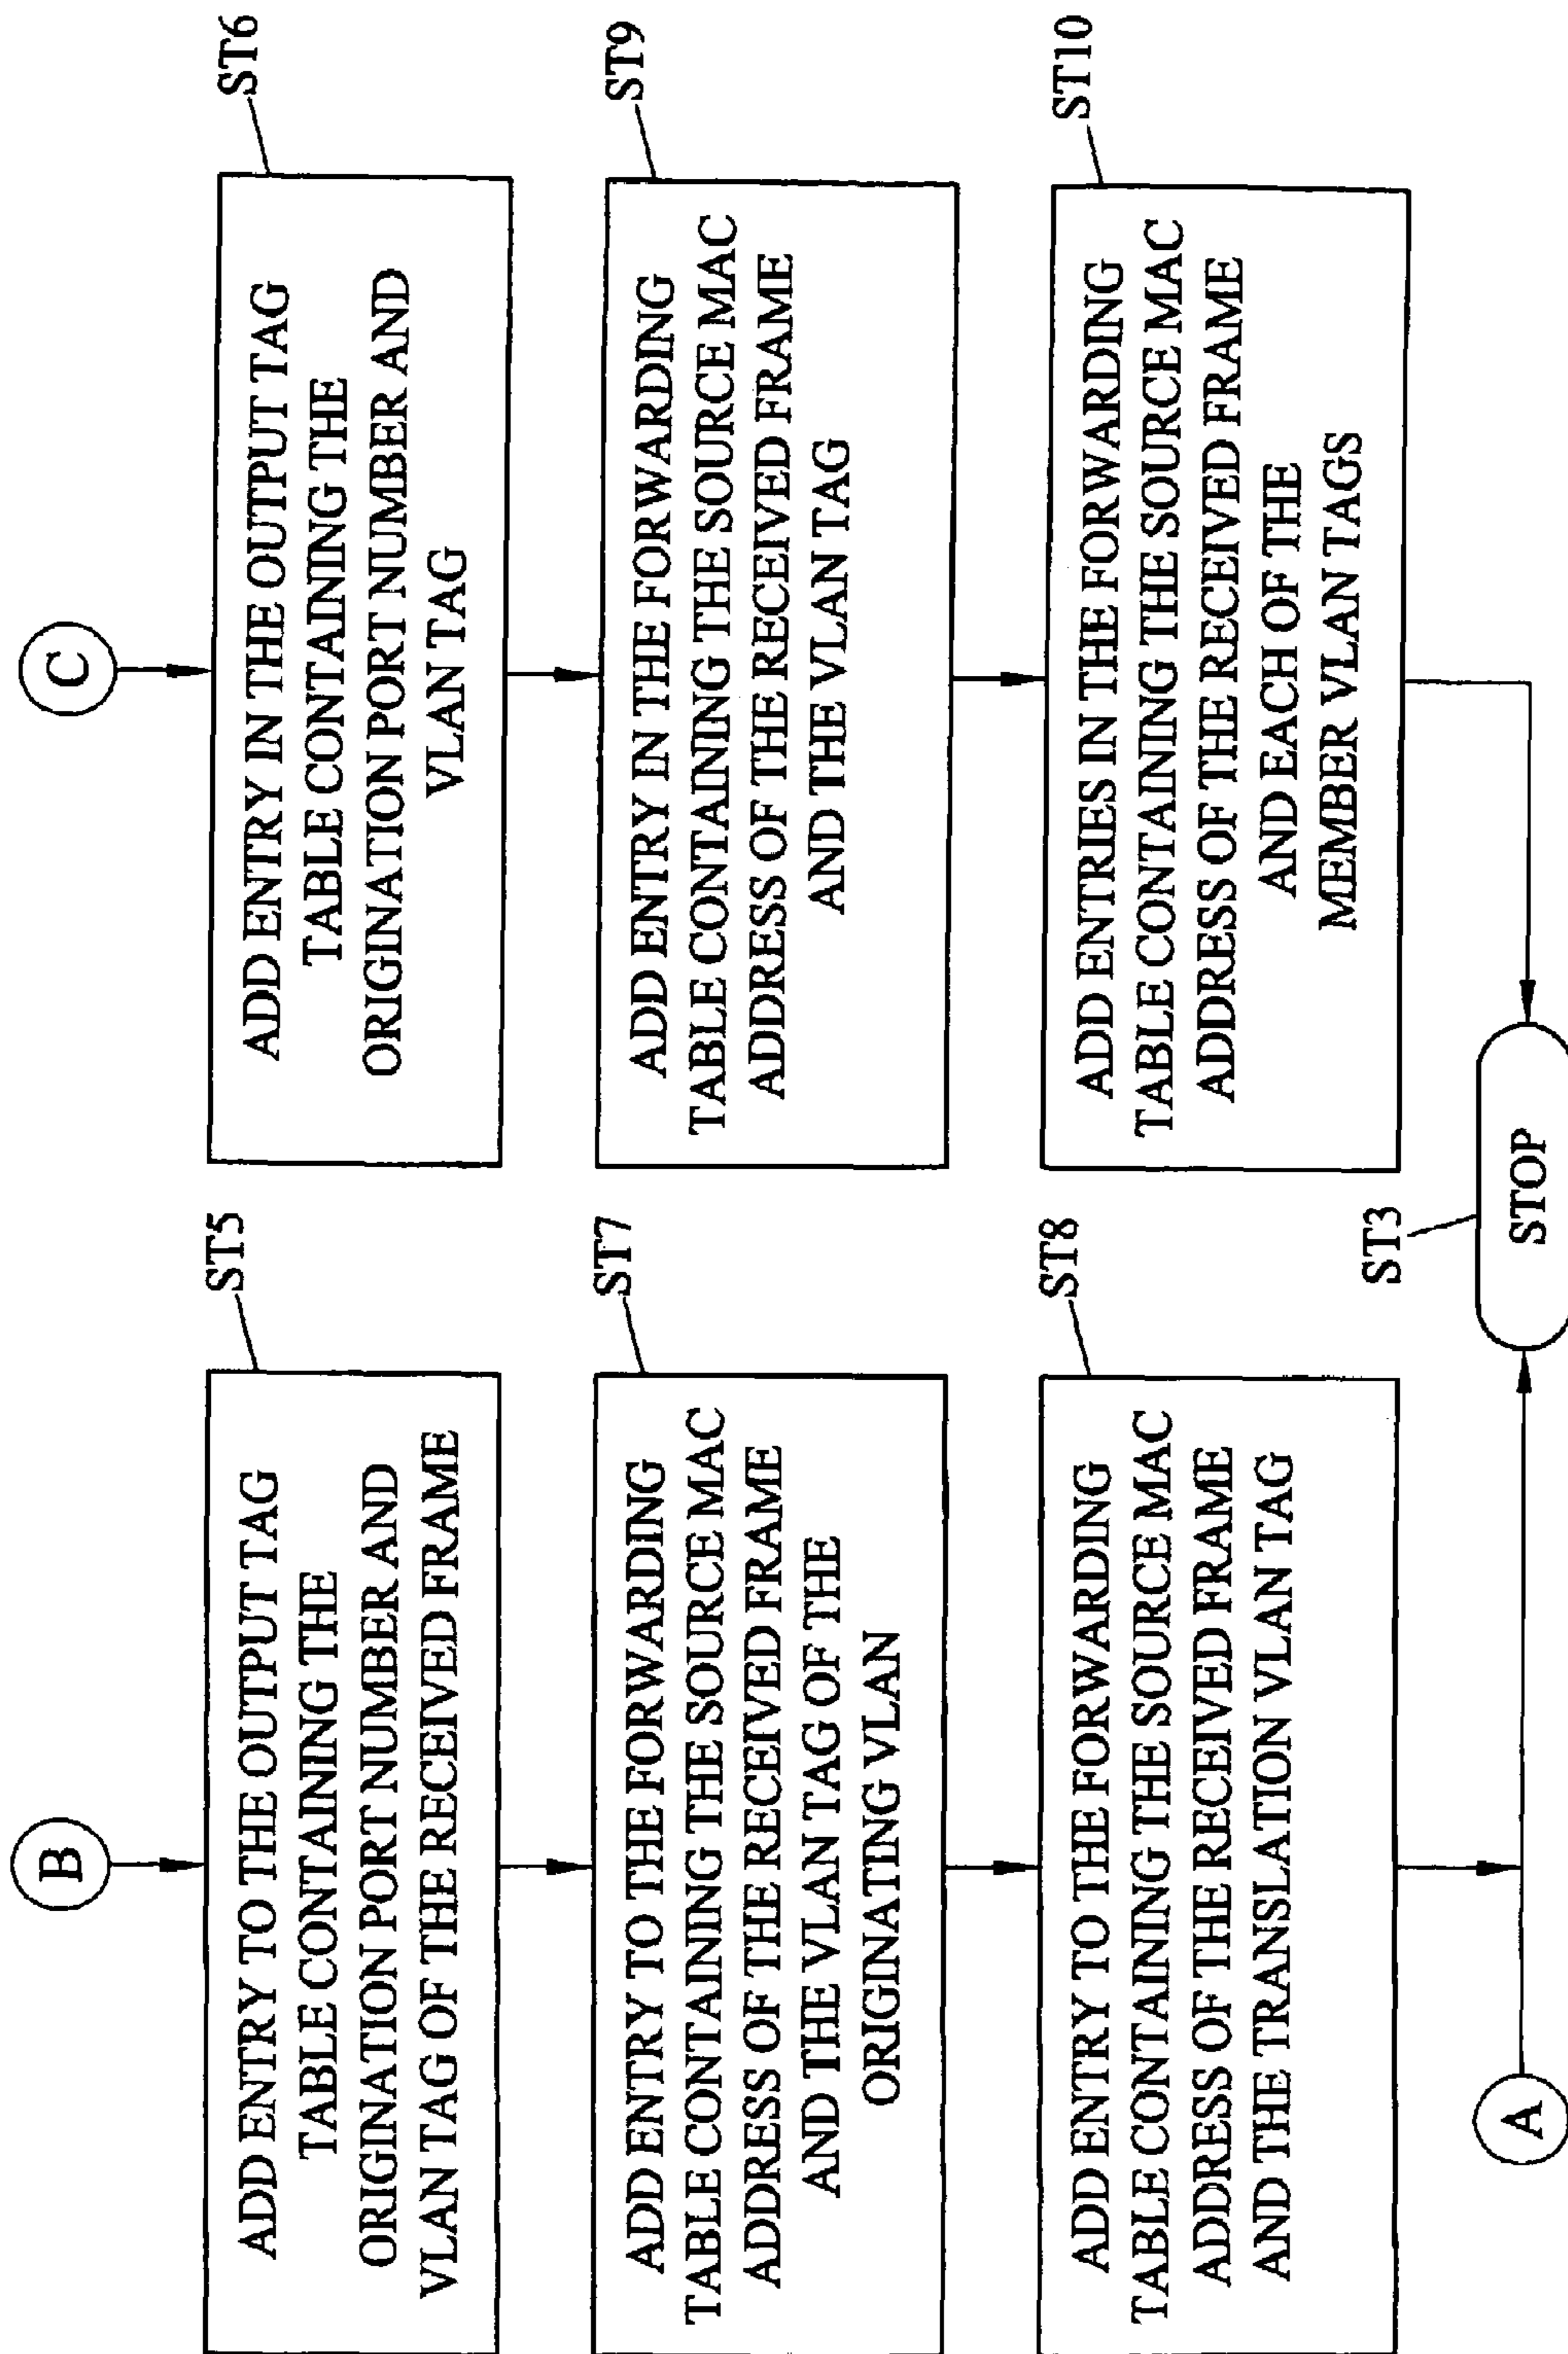 B
ST5
ADD ENTRY TO THE OUTPUT TAG
TABLE CONTAINING THE
ORIGINATION PORT NUMBER AND
VLAN TAG OF THE RECEIVED FRAME
ST7
ADD ENTRY TO THE FORWARDING
TABLE CONTAINING THE SOURCE MAC
ADDRESS OF THE RECEIVED FRAME
AND THE VLAN TAG OF THE
ORIGINATING VLAN
ST8
ADD ENTRY TO THE FORWARDING
TABLE CONTAINING THE SOURCE MAC
ADDRESS OF THE RECEIVED FRAME
AND THE TRANSLATION VLAN TAG
A
C
ST6
ADD ENTRY IN THE OUTPUT TAG
TABLE CONTAINING THE
ORIGINATION PORT NUMBER AND
VLAN TAG
ST9
ADD ENTRY IN THE FORWARDING
TABLE CONTAINING THE SOURCE MAC
ADDRESS OF THE RECEIVED FRAME
AND THE VLAN TAG
ST10
ADD ENTRIES IN THE FORWARDING
TABLE CONTAINING THE SOURCE MAC
ADDRESS OF THE RECEIVED FRAME
AND EACH OF THE
MEMBER VLAN TAGS
ST3
STOP